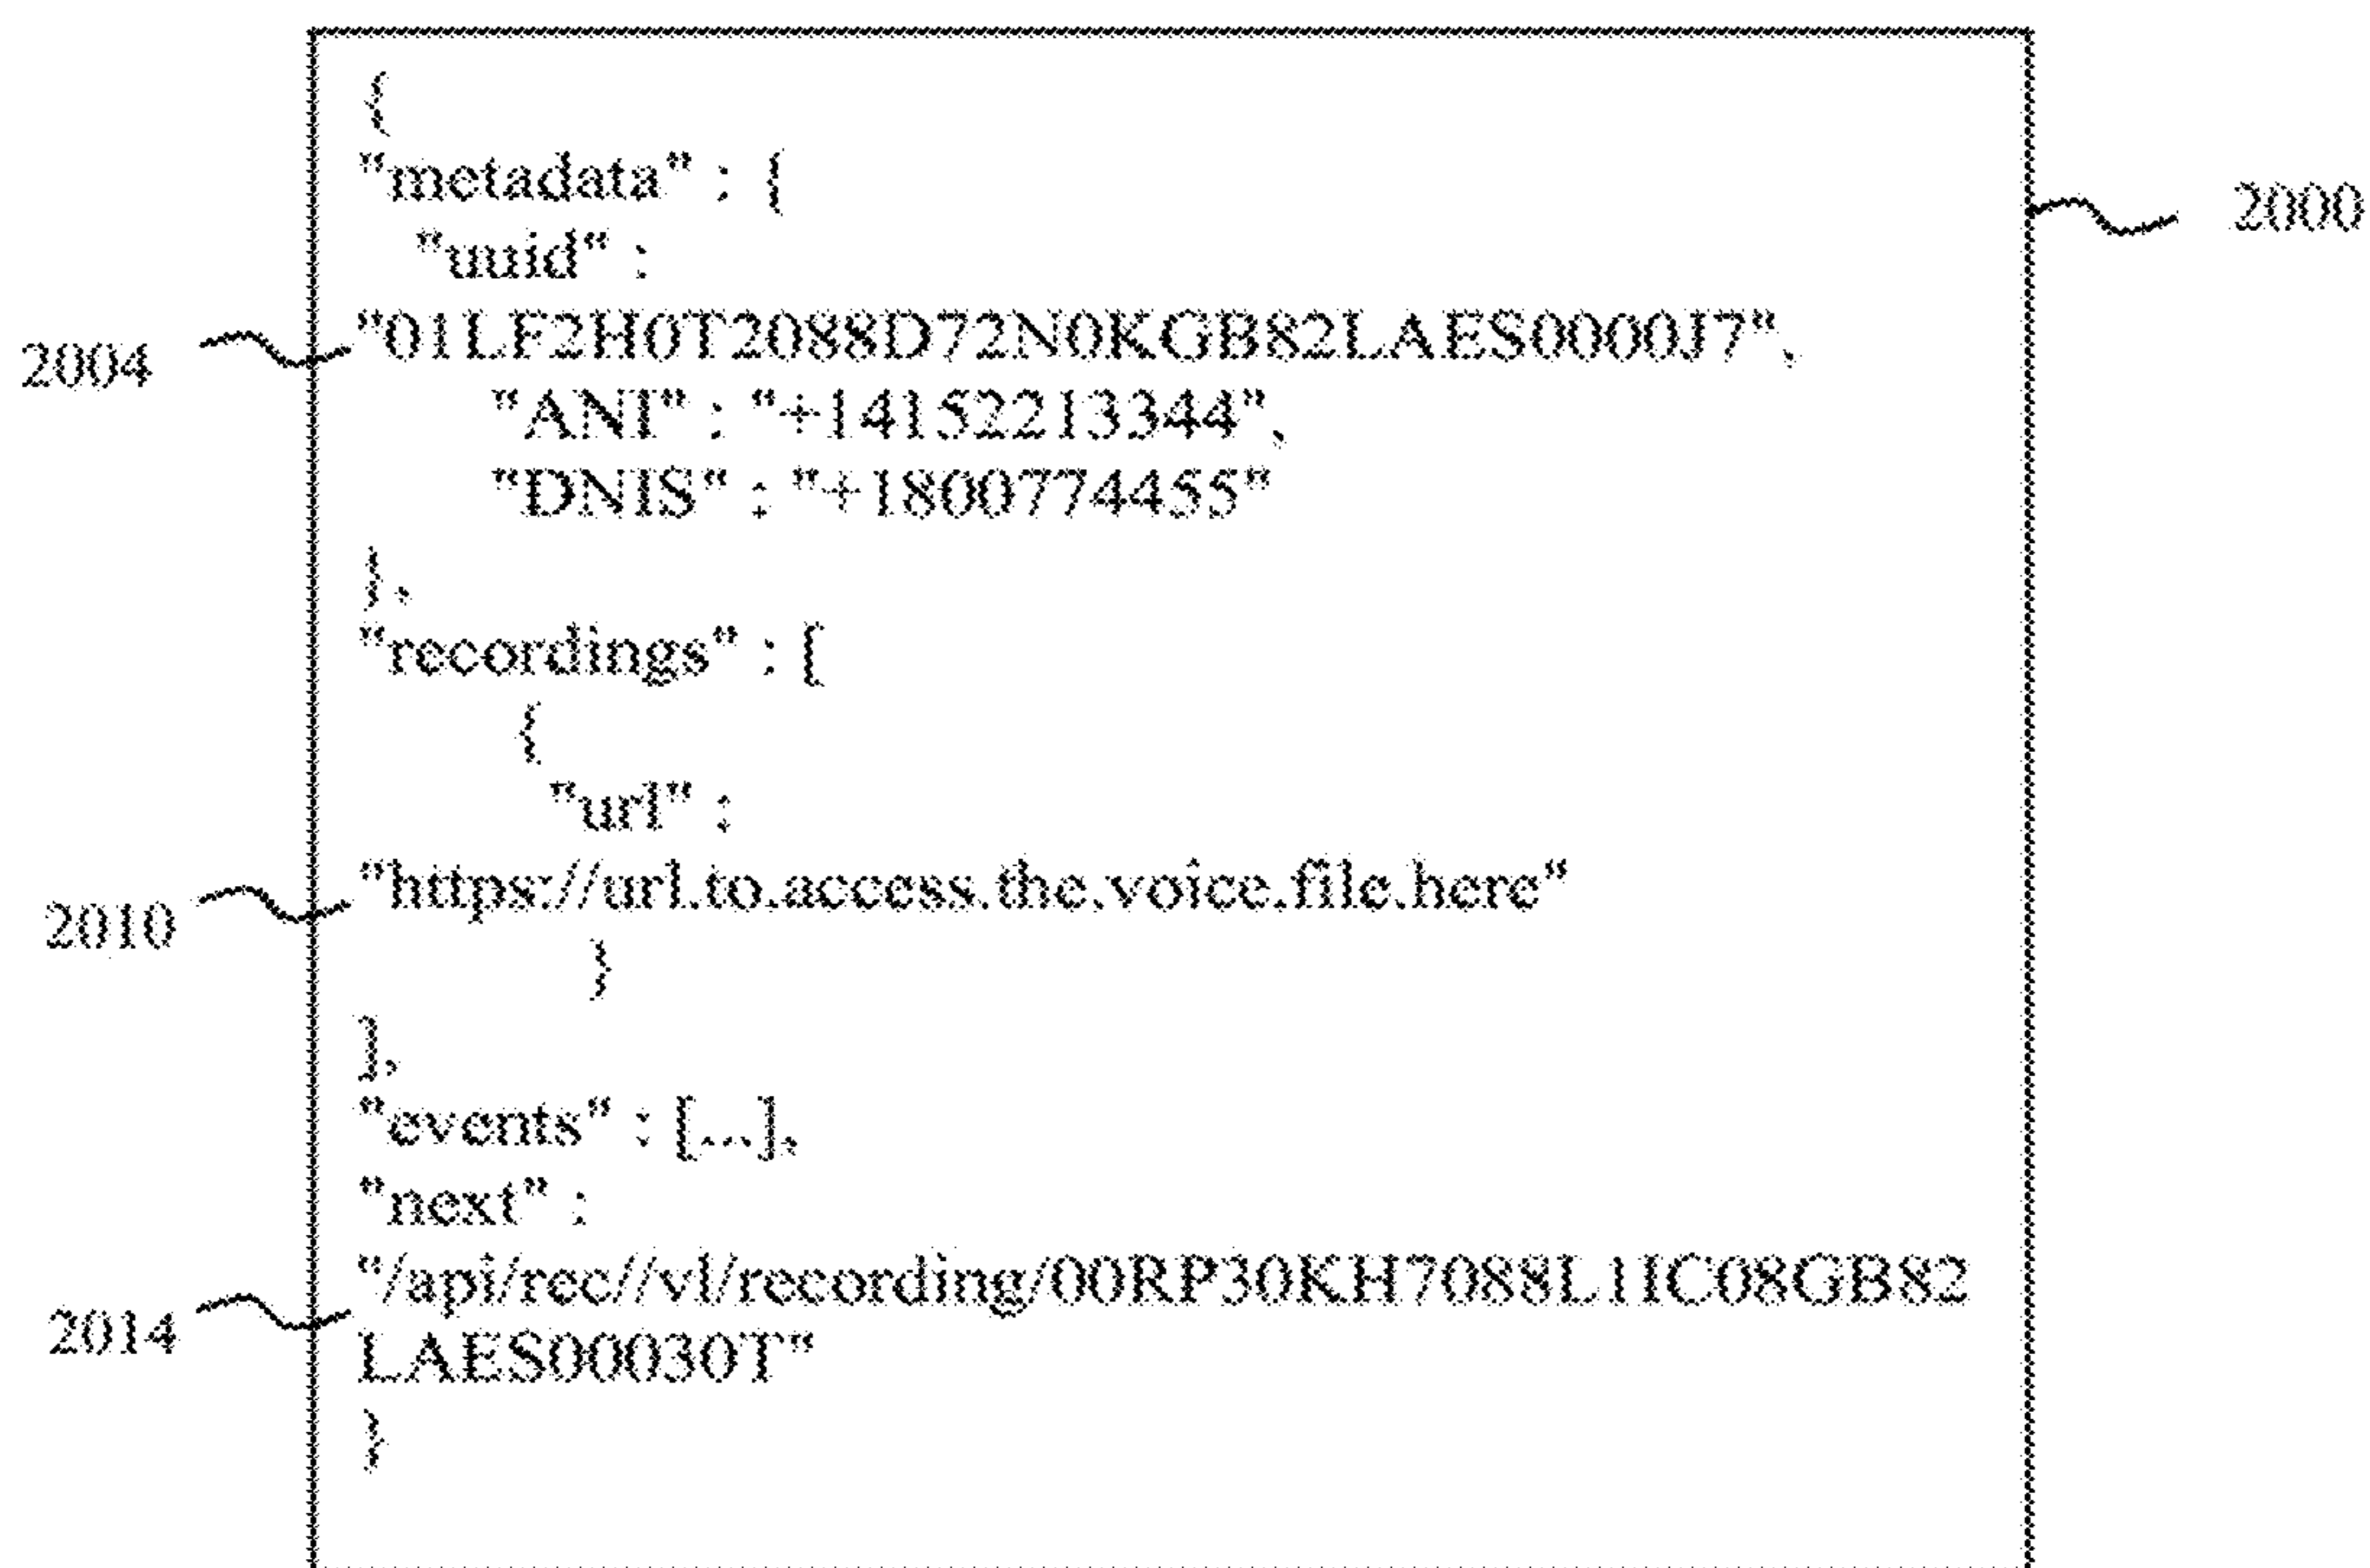 {
"metadata" : {
2000
"uuid" :
2004
"01LF2H0T2088D72N0KGB82LAES0000J7",
"ANI" : "+14152213344",
"DNIS" : "+1800774455"
},
"recordings" : [
{
"url" :
2010
"https://url.to.access.the.voice.file.here"
}
],
"events" : [...],
"next" :
2014
"/api/rec//vl/recording/00RP30KH7088L1IC08GB82
LAES00030T"
}